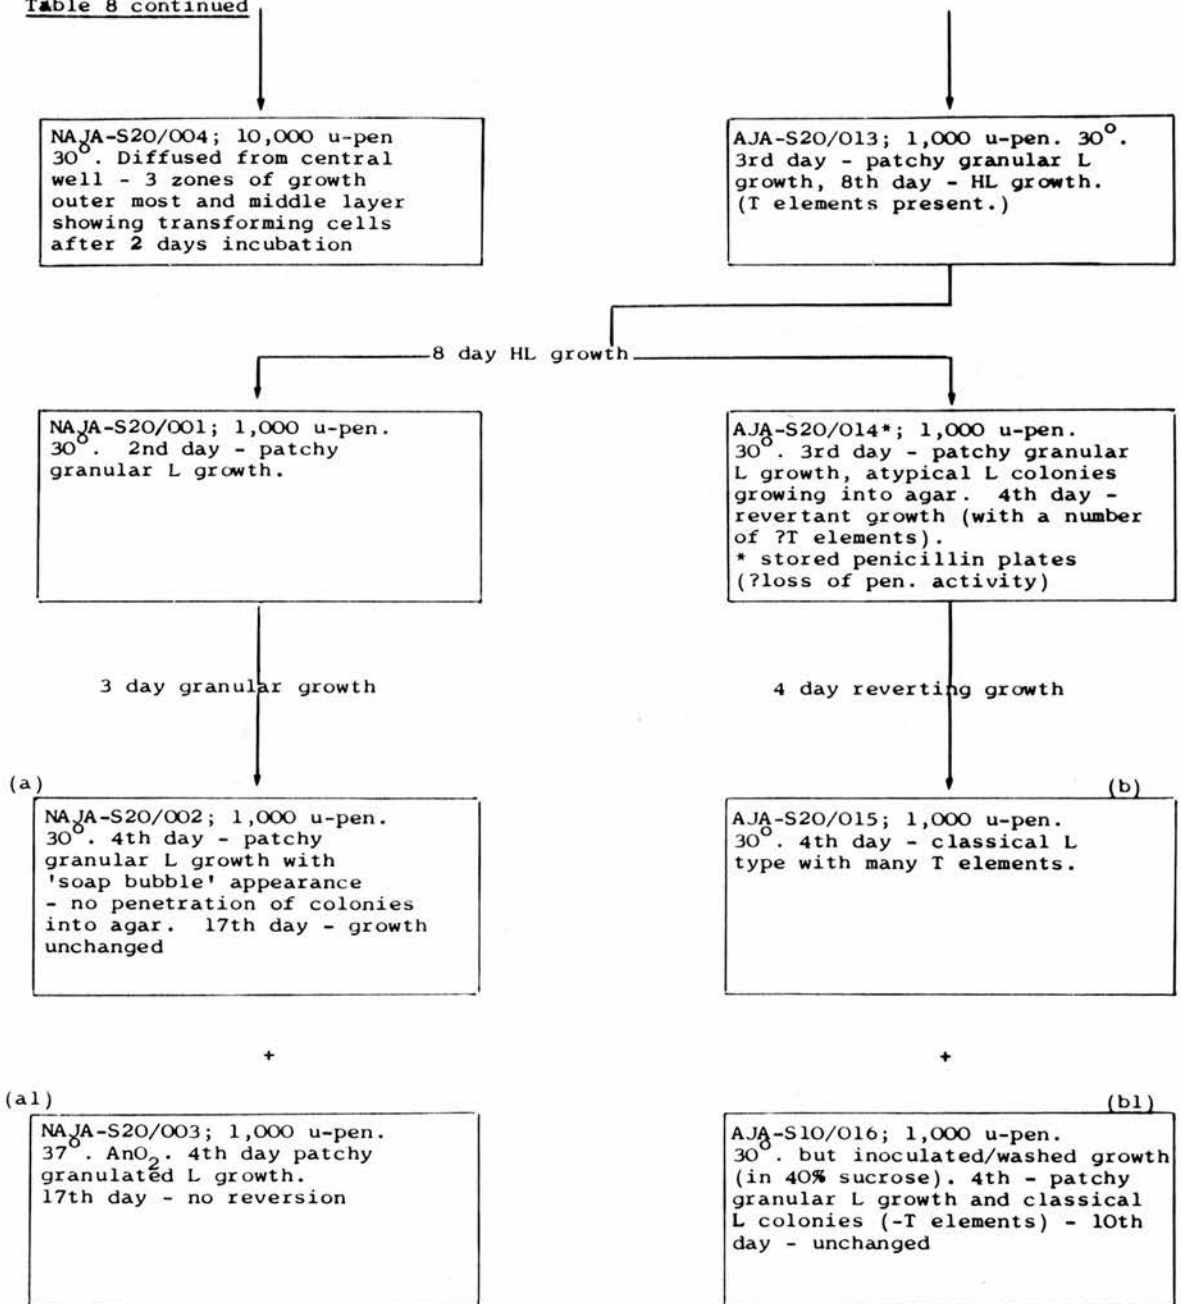 Table 8 continued
NAJA-S20/004; 10,000 u-pen
30°. Diffused from central
well - 3 zones of growth
outer most and middle layer
showing transforming cells
after 2 days incubation
AJA-S20/013; 1,000 u-pen. 30°.
3rd day - patchy granular L
growth, 8th day - HL growth.
(T elements present.)
8 day HL growth
NAJA-S20/001; 1,000 u-pen.
30°. 2nd day - patchy
granular L growth.
AJA-S20/014*; 1,000 u-pen.
30°. 3rd day - patchy granular
L growth, atypical L colonies
growing into agar. 4th day -
revertant growth (with a number
of ?T elements).
* stored penicillin plates
(?loss of pen. activity)
3 day granular growth
4 day reverting growth
(a)
NAJA-S20/002; 1,000 u-pen.
30°. 4th day - patchy
granular L growth with
'soap bubble' appearance
- no penetration of colonies
into agar. 17th day - growth
unchanged
(b)
AJA-S20/015; 1,000 u-pen.
30°. 4th day - classical L
type with many T elements.
+
+
(a1)
NAJA-S20/003; 1,000 u-pen.
37°. AnO₂. 4th day patchy
granulated L growth.
17th day - no reversion
(b1)
AJA-S10/016; 1,000 u-pen.
30°. but inoculated/washed growth
(in 40% sucrose). 4th - patchy
granular L growth and classical
L colonies (-T elements) - 10th
day - unchanged